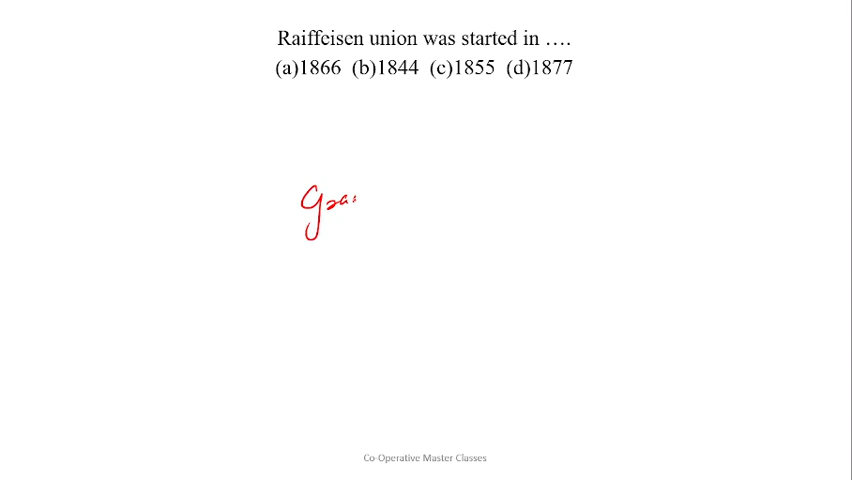 Raiffeisen union was started in ….
(a)1866 (b)1844 (c)1855 (d)1877
Co-Operative Master Classes